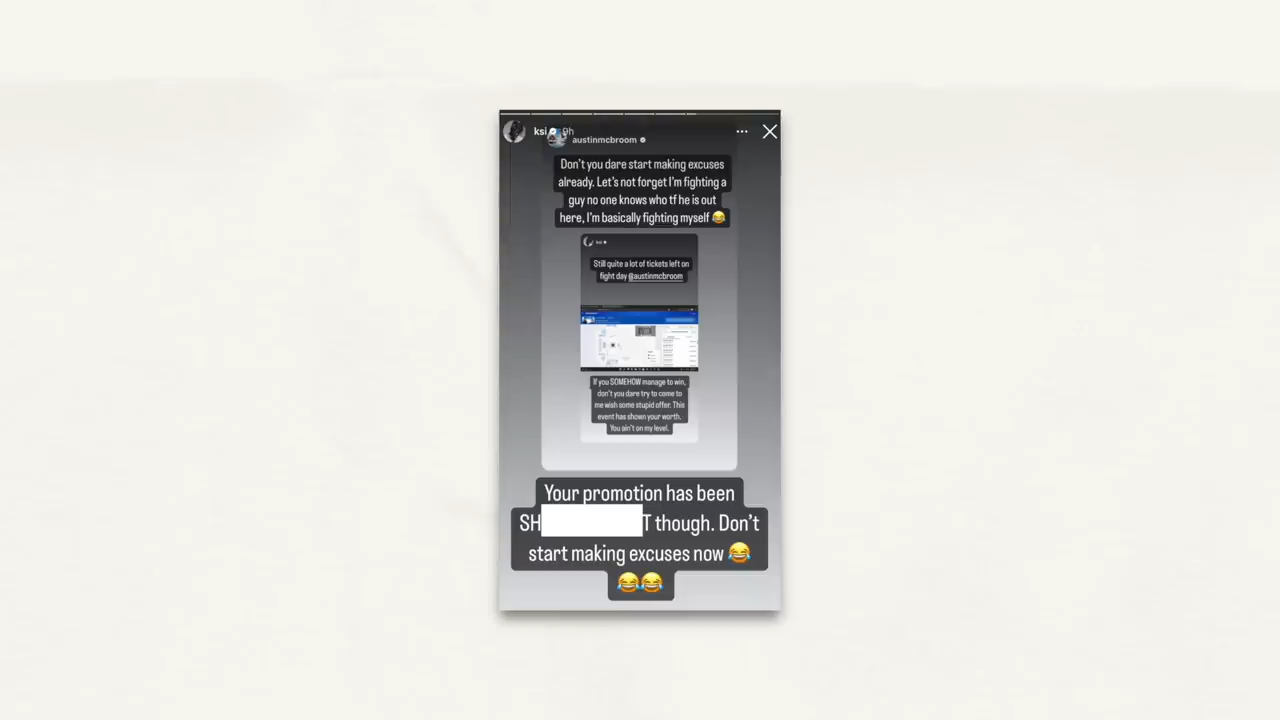 ksi 9h
austinmcbroom
Don't you dare start making excuses
already. Let's not forget I'm fighting a
guy no one knows who tf he is out
here, I'm basically fighting myself 😂
ksi
Still quite a lot of tickets left on
fight day @austinmcbroom
If you SOMEHOW manage to win,
don't you dare try to come to
me wish some stupid offer. This
event has shown your worth.
You ain't on my level.
Your promotion has been
SH T though. Don't
start making excuses now 😂
😂😂